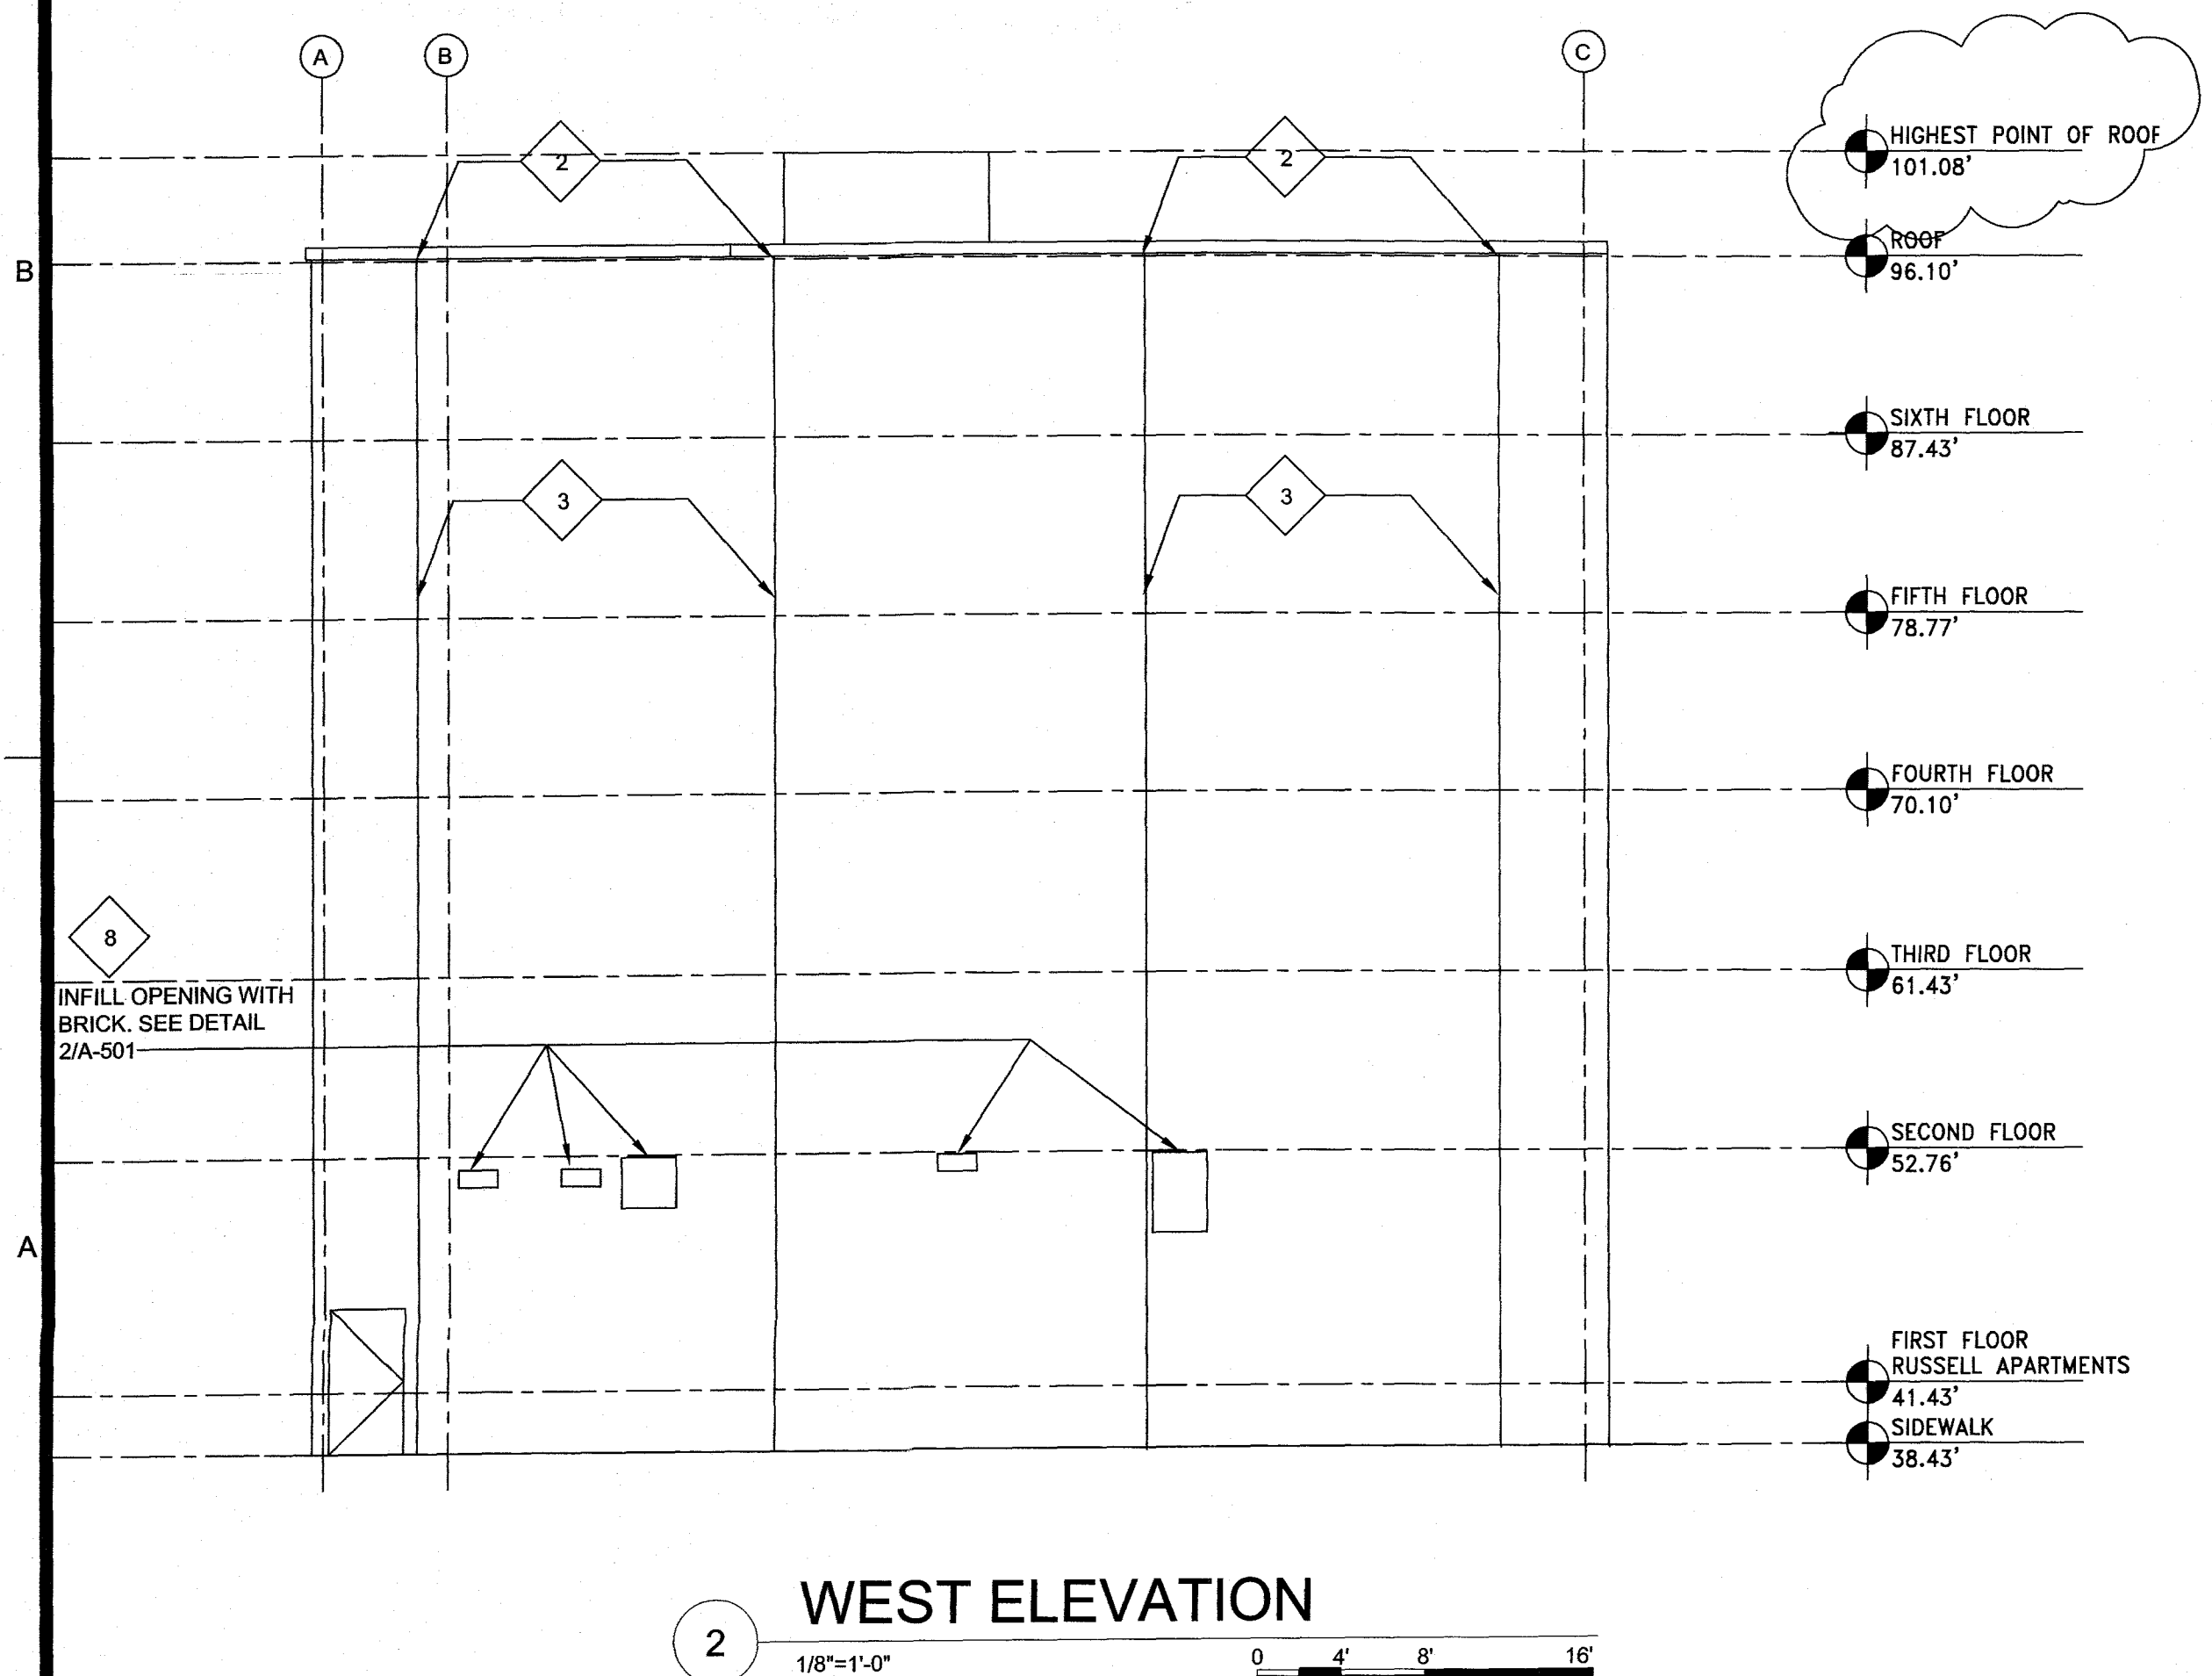 A
B
C
2
2
HIGHEST POINT OF ROOF
101.08'
B
ROOF
96.10'
SIXTH FLOOR
87.43'
3
3
FIFTH FLOOR
78.77'
FOURTH FLOOR
70.10'
8
THIRD FLOOR
61.43'
INFILL OPENING WITH
BRICK. SEE DETAIL
2/A-501
SECOND FLOOR
52.76'
A
FIRST FLOOR
RUSSELL APARTMENTS
41.43'
SIDEWALK
38.43'
WEST ELEVATION
2
1/8"=1'-0"
0 4' 8' 16'